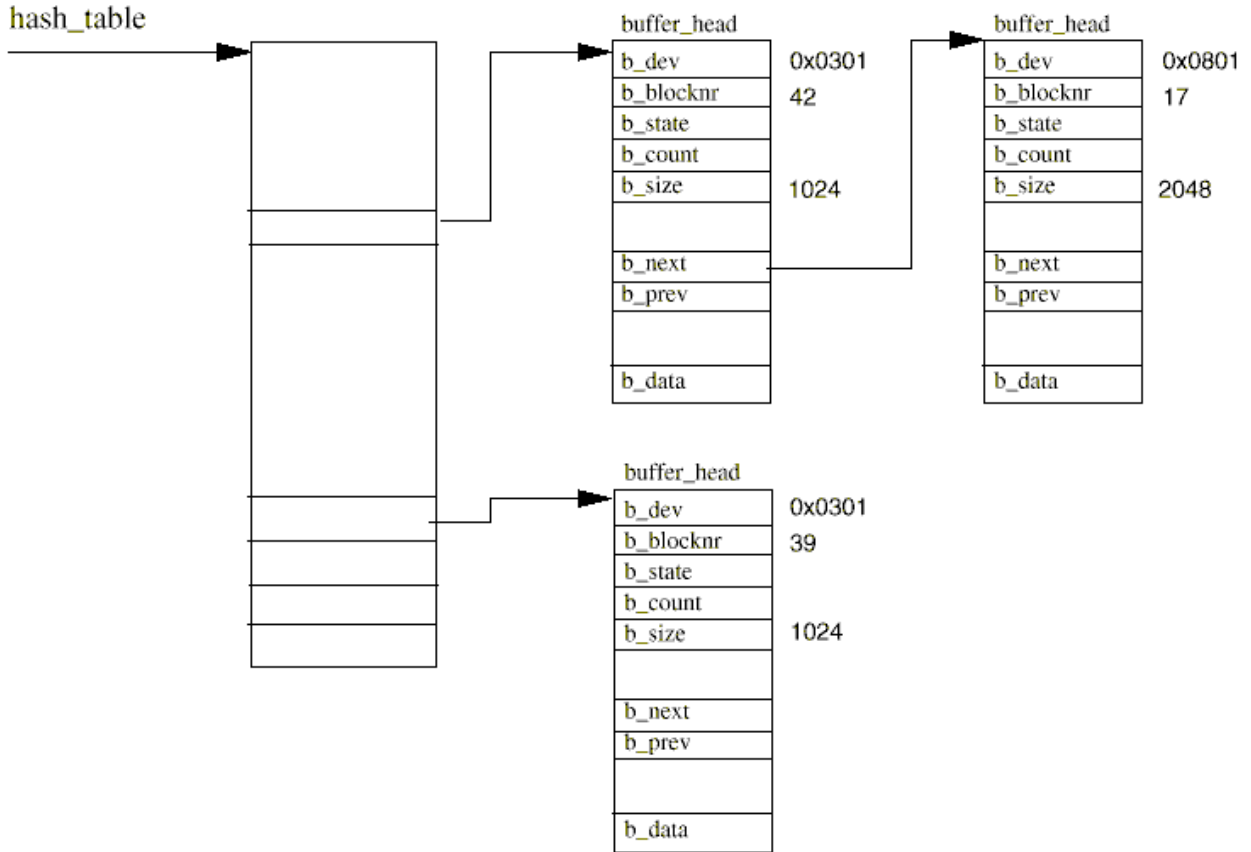 hash_table
buffer_head
b_dev 0x0301
b_blocknr 42
b_state
b_count
b_size 1024
b_next
b_prev
b_data
buffer_head
b_dev 0x0801
b_blocknr 17
b_state
b_count
b_size 2048
b_next
b_prev
b_data
buffer_head
b_dev 0x0301
b_blocknr 39
b_state
b_count
b_size 1024
b_next
b_prev
b_data